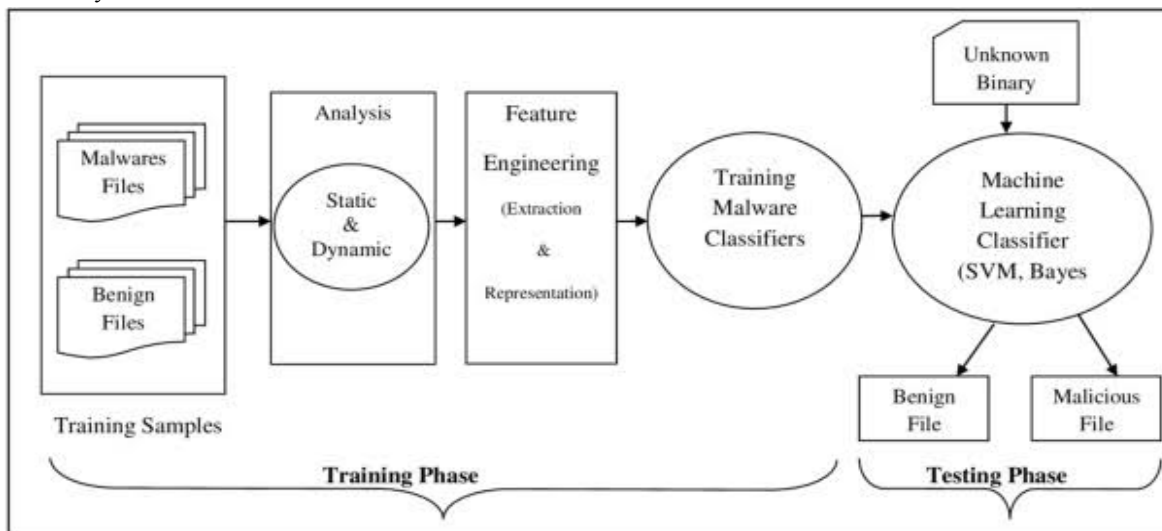 Malwares
Files
Benign
Files
Training Samples
Analysis
Static
&
Dynamic
Feature
Engineering
(Extraction
&
Representation)
Training
Malware
Classifiers
Unknown
Binary
Machine
Learning
Classifier
(SVM, Bayes
Benign
File
Malicious
File
Training Phase
Testing Phase